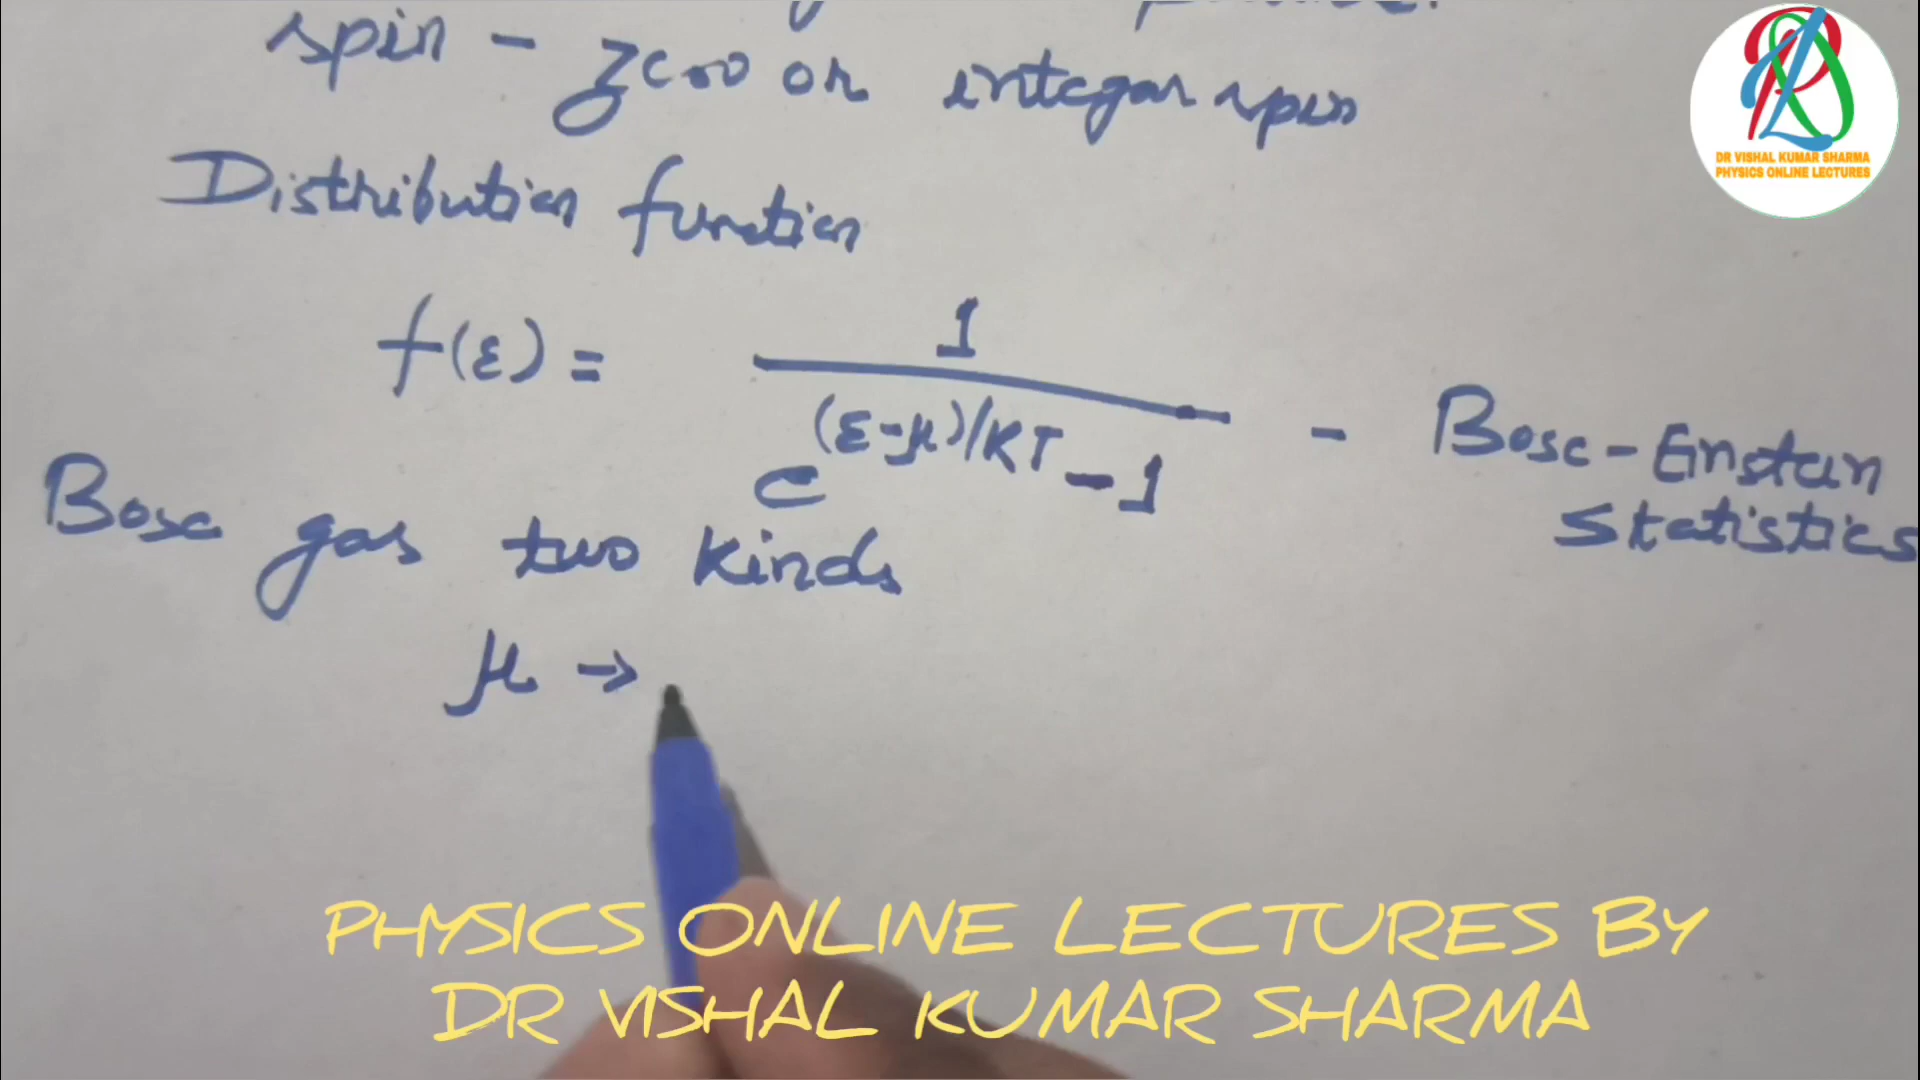 spin - zero or integar spin
Distribution function
f(ε) = 1 / e^(ε-μ)/KT - 1 - Bose-Einstein
Statistics
Bose gas two kinds
μ →
DR VISHAL KUMAR SHARMA
PHYSICS ONLINE LECTURES
PHYSICS ONLINE LECTURES BY
DR VISHAL KUMAR SHARMA